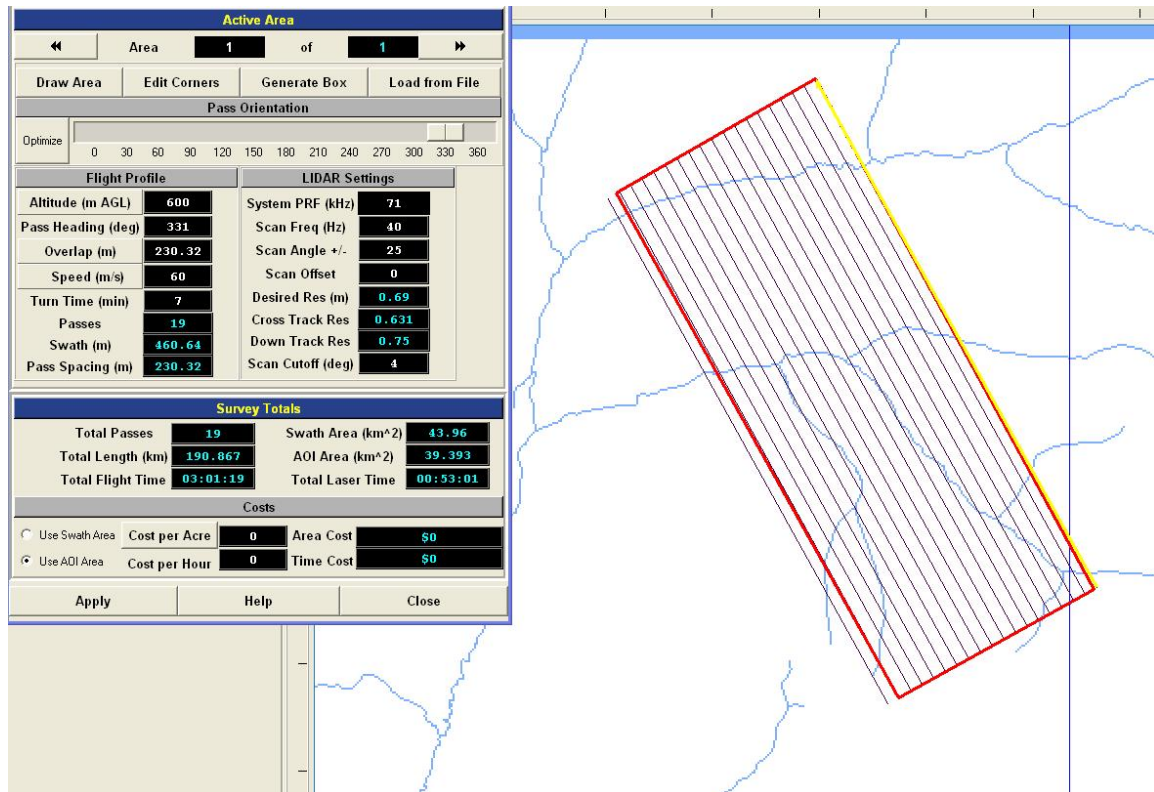 Active Area
Area 1 of 1
Draw Area Edit Corners Generate Box Load from File
Pass Orientation
Optimize
0 30 60 90 120 150 180 210 240 270 300 330 360
Flight Profile LIDAR Settings
Altitude (m AGL) 600 System PRF (kHz) 71
Pass Heading (deg) 331 Scan Freq (Hz) 40
Overlap (m) 230.32 Scan Angle +/- 25
Speed (m/s) 60 Scan Offset 0
Turn Time (min) 7 Desired Res (m) 0.69
Passes 19 Cross Track Res 0.631
Swath (m) 460.64 Down Track Res 0.75
Pass Spacing (m) 230.32 Scan Cutoff (deg) 4
Survey Totals
Total Passes 19 Swath Area (km^2) 43.96
Total Length (km) 190.867 AOI Area (km^2) 39.393
Total Flight Time 03:01:19 Total Laser Time 00:53:01
Costs
Use Swath Area Cost per Acre 0 Area Cost $0
Use AOI Area Cost per Hour 0 Time Cost $0
Apply Help Close